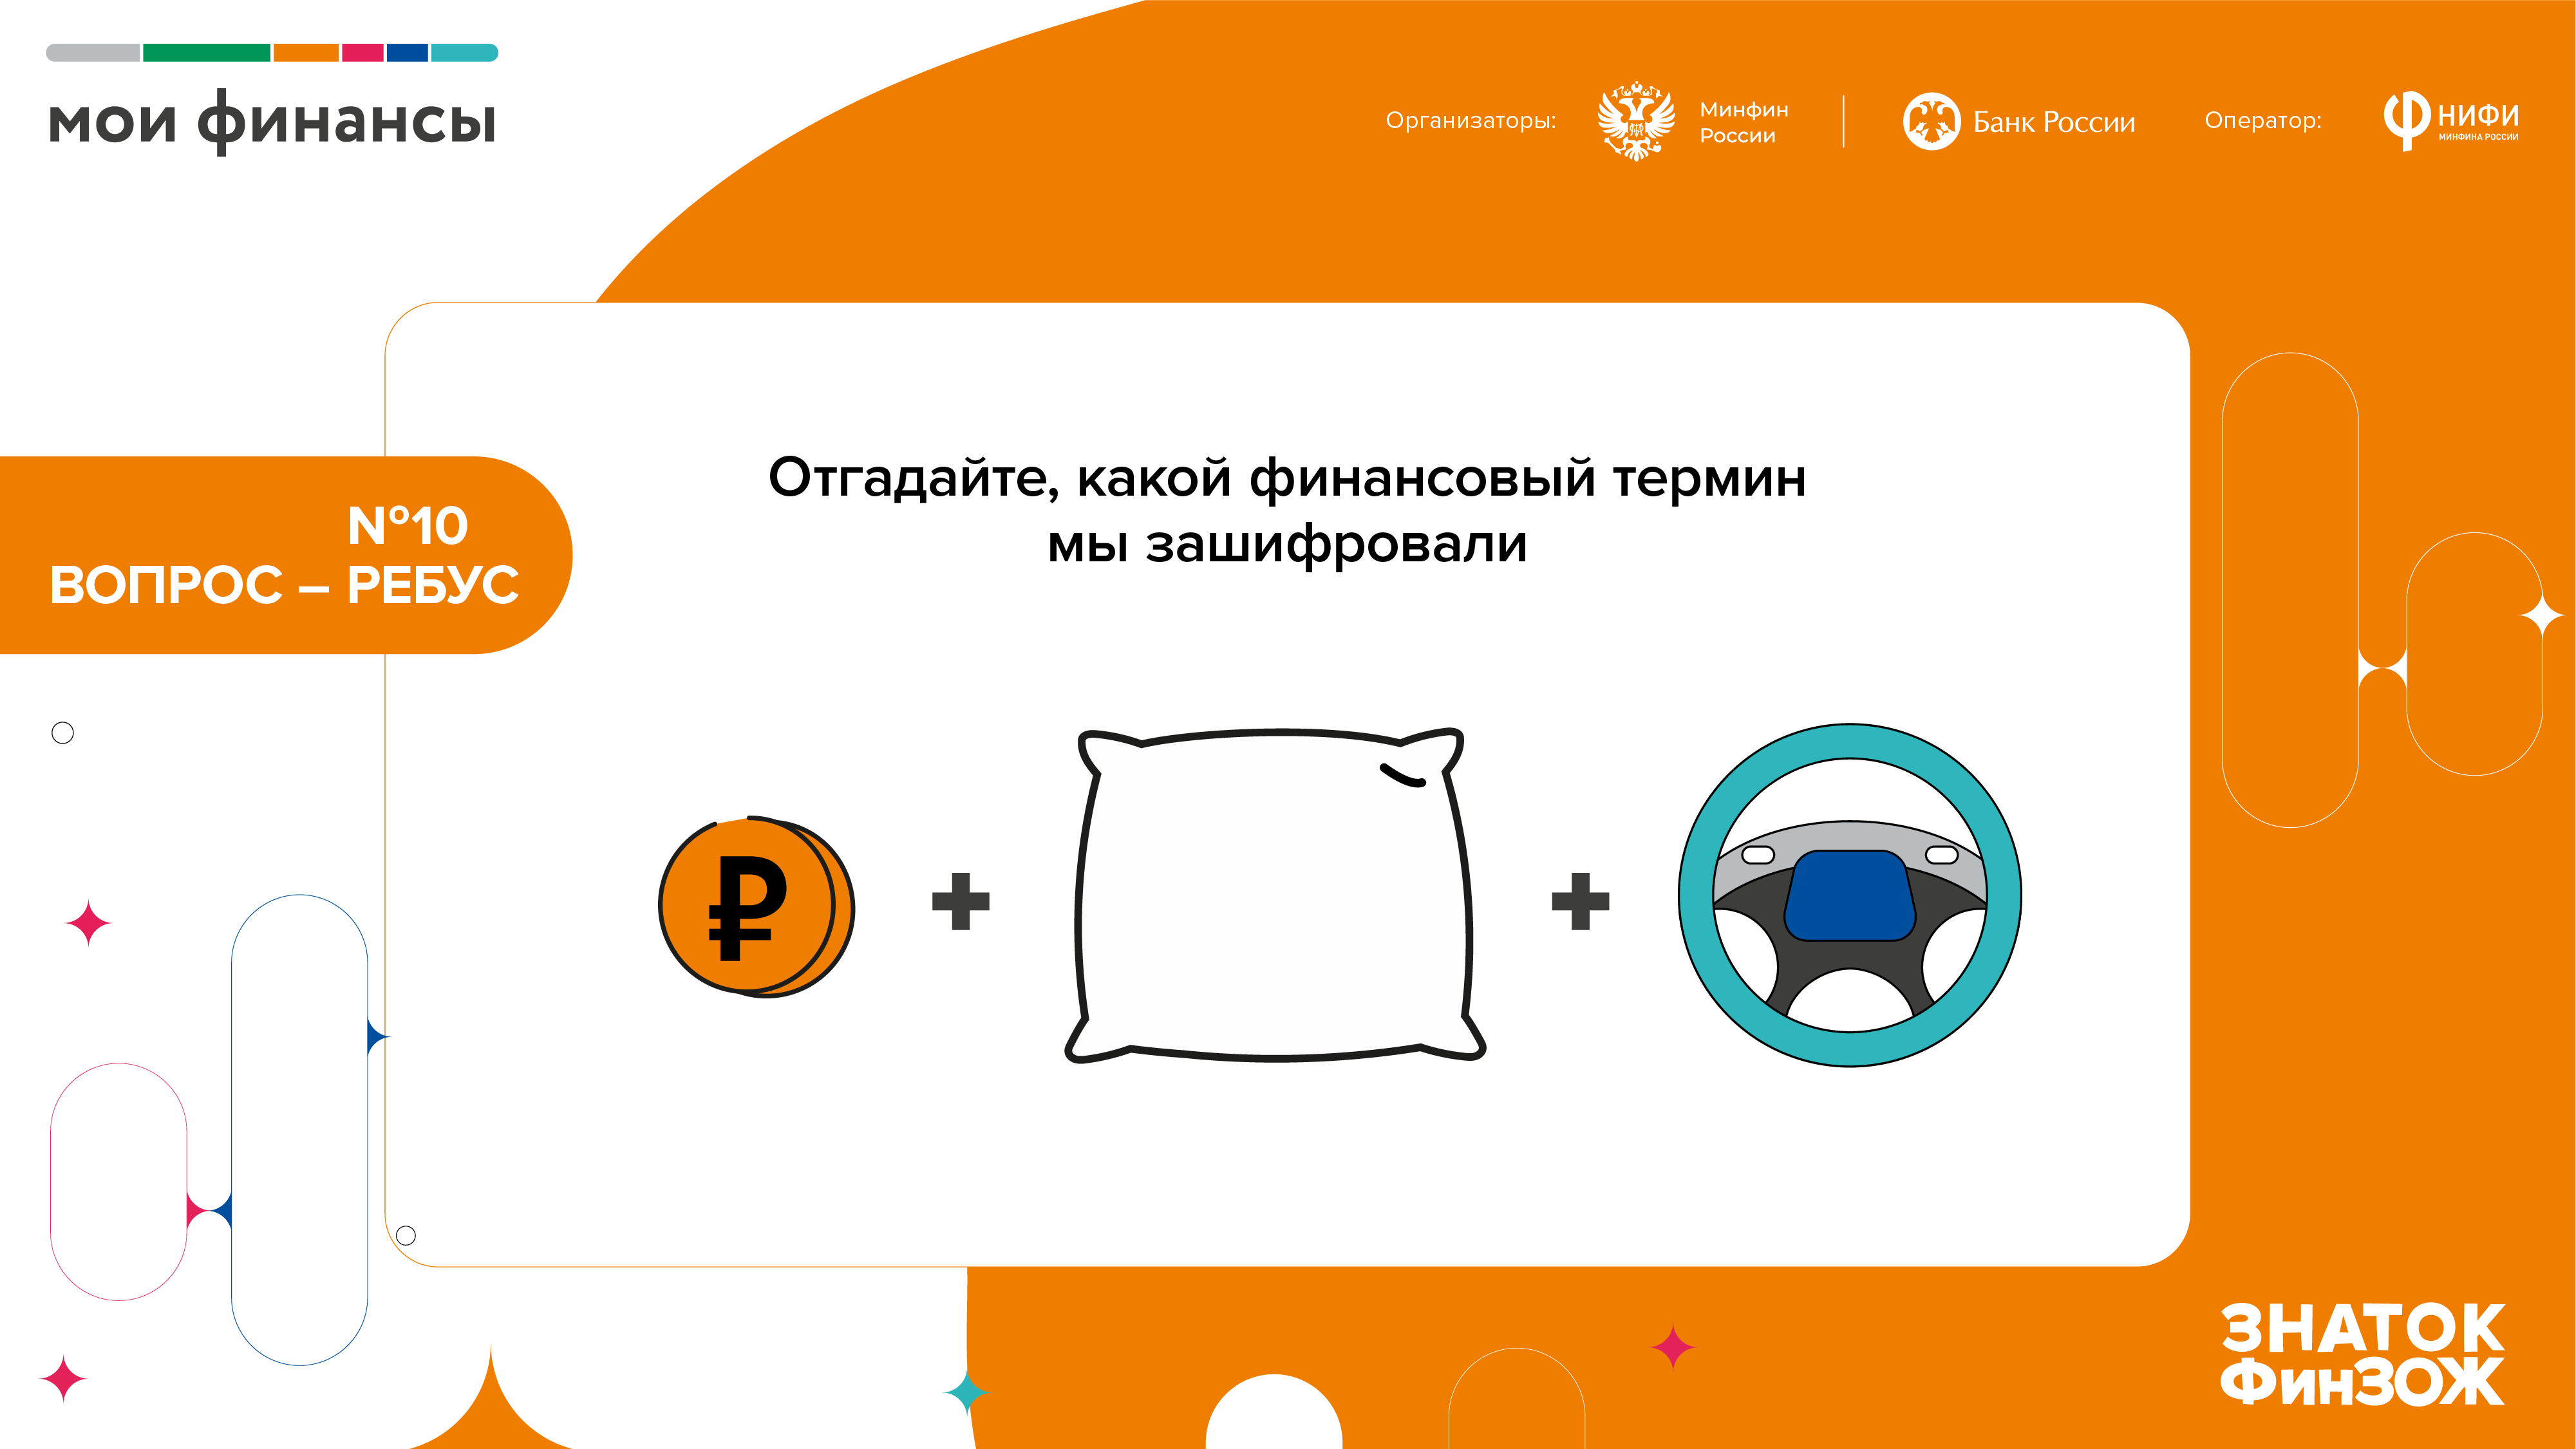 мои финансы
Организаторы:
Минфин
России
Банк России
Оператор:
НИФИ
МИНФИНА РОССИИ
Отгадайте, какой финансовый термин
мы зашифровали
№10
ВОПРОС – РЕБУС
₽
+
+
ЗНАТОК
ФинЗОЖ